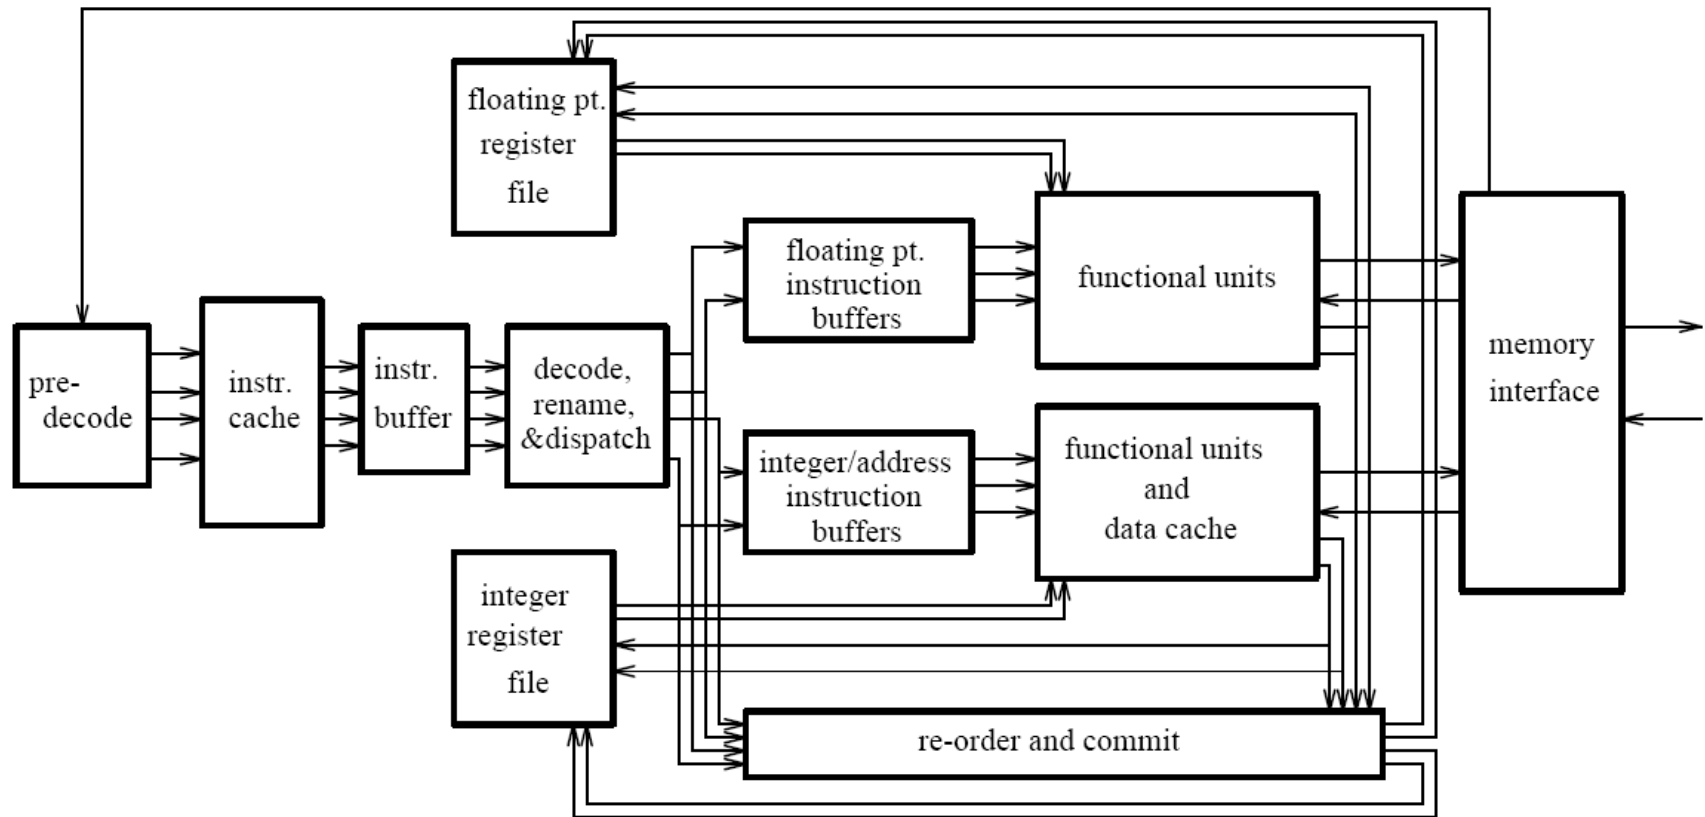 floating pt.
register
file
floating pt.
instruction
buffers
functional units
pre-
decode
instr.
cache
instr.
buffer
decode,
rename,
&dispatch
memory
interface
integer/address
instruction
buffers
functional units
and
data cache
integer
register
file
re-order and commit